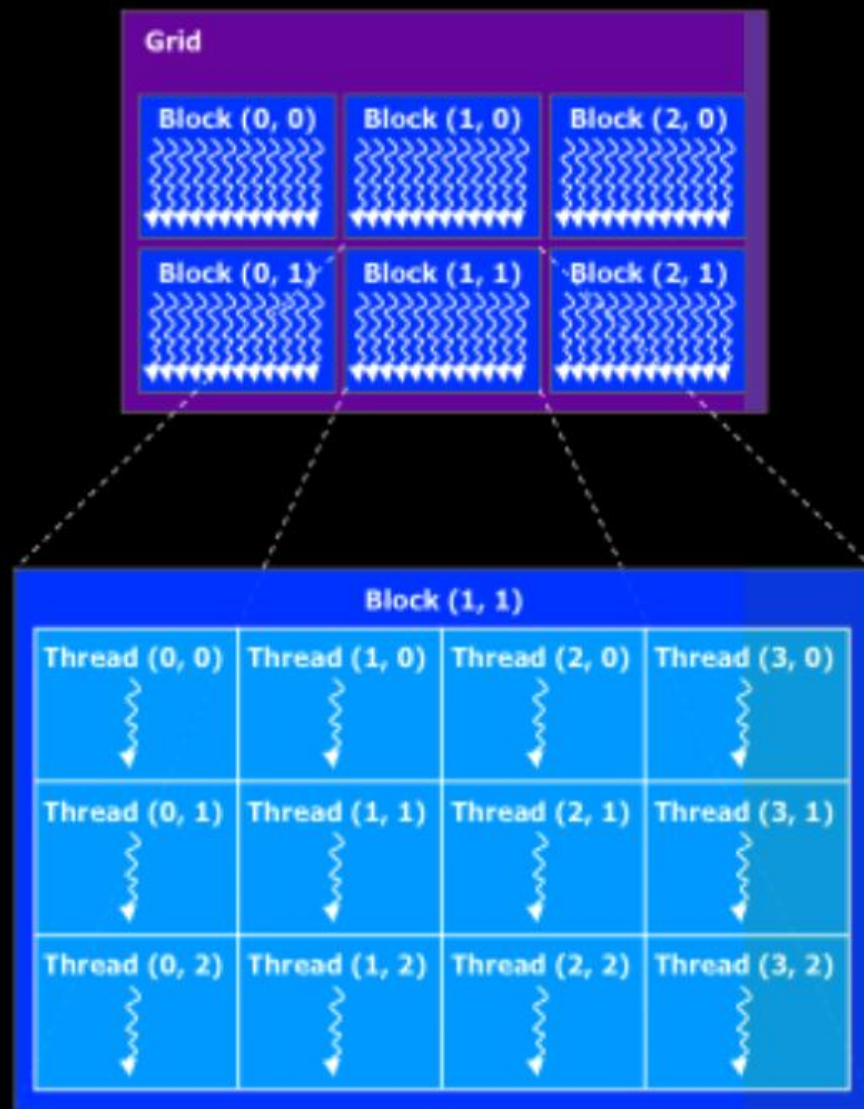 Grid
Block (0, 0) Block (1, 0) Block (2, 0)
Block (0, 1) Block (1, 1) Block (2, 1)
Block (1, 1)
Thread (0, 0) Thread (1, 0) Thread (2, 0) Thread (3, 0)
Thread (0, 1) Thread (1, 1) Thread (2, 1) Thread (3, 1)
Thread (0, 2) Thread (1, 2) Thread (2, 2) Thread (3, 2)